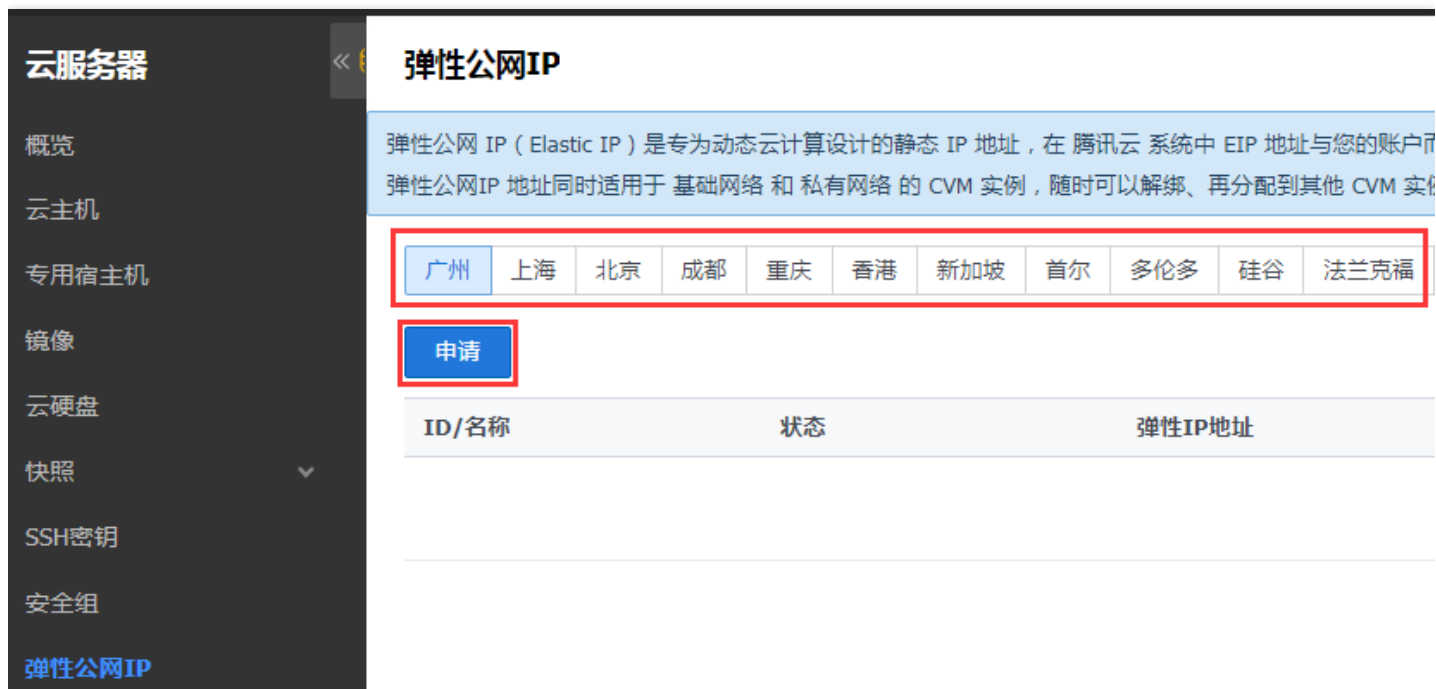 云服务器
概览
云主机
专用宿主机
镜像
云硬盘
快照
SSH密钥
安全组
弹性公网IP
弹性公网IP
弹性公网 IP ( Elastic IP ) 是专为动态云计算设计的静态 IP 地址，在 腾讯云 系统中 EIP 地址与您的账户
弹性公网IP 地址同时适用于 基础网络 和 私有网络 的 CVM 实例，随时可以解绑、再分配到其他 CVM 实
广州 上海 北京 成都 重庆 香港 新加坡 首尔 多伦多 硅谷 法兰克福
申请
ID/名称 状态 弹性IP地址